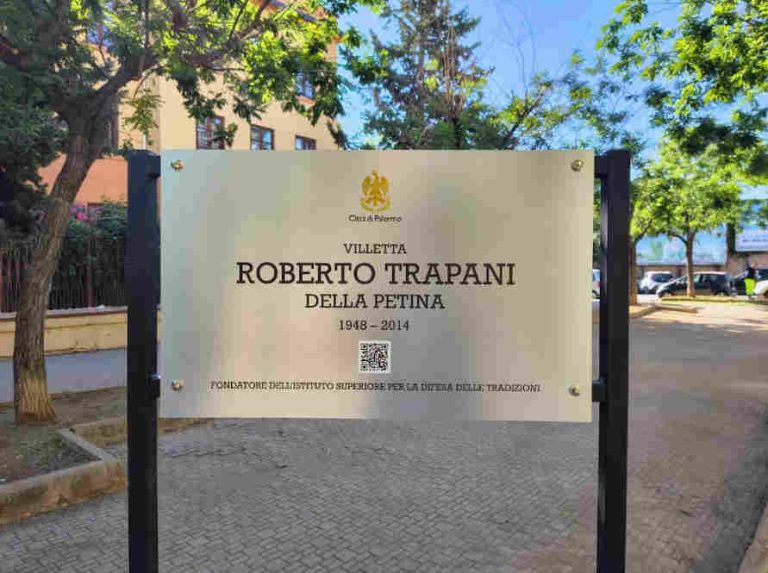 Città di Palermo
VILLETTA
ROBERTO TRAPANI
DELLA PETINA
1948 – 2014
FONDATORE DELL'ISTITUTO SUPERIORE PER LA DIFESA DELLE TRADIZIONI